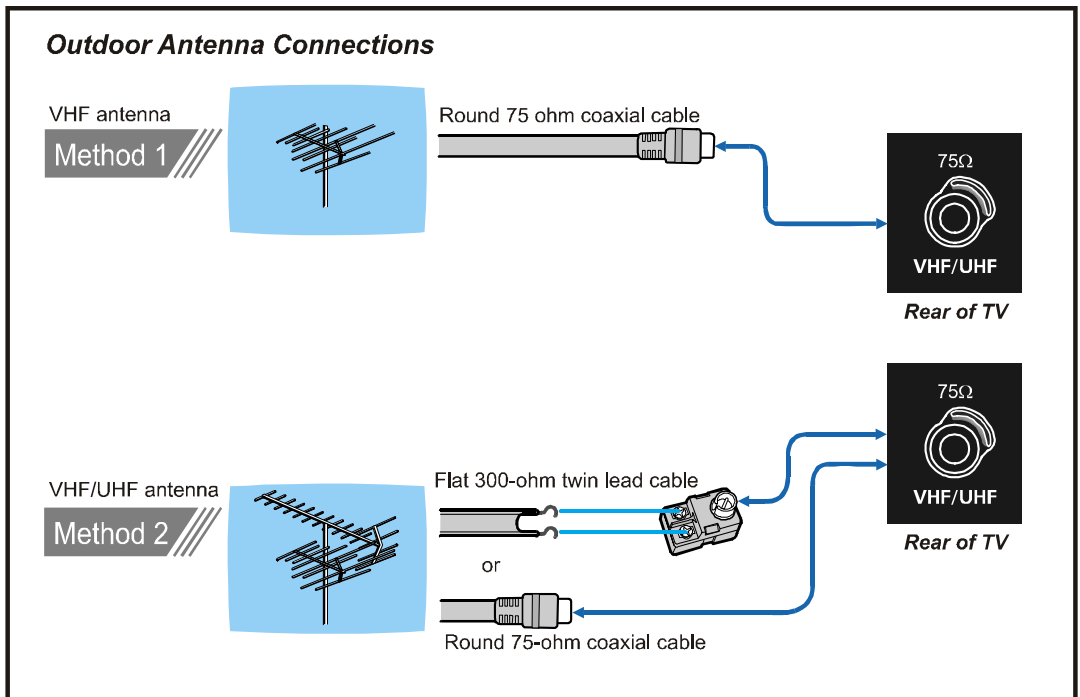 Outdoor Antenna Connections
VHF antenna
Method 1
Round 75 ohm coaxial cable
75Ω
VHF/UHF
Rear of TV
VHF/UHF antenna
Method 2
Flat 300-ohm twin lead cable
or
Round 75-ohm coaxial cable
75Ω
VHF/UHF
Rear of TV